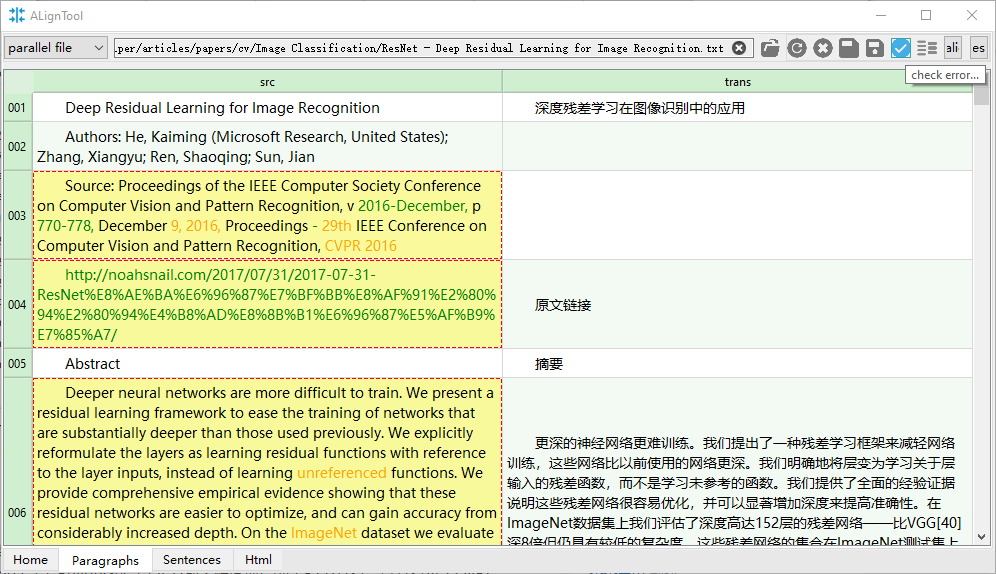 ALignTool
parallel file
.per/articles/papers/cv/Image Classification/ResNet - Deep Residual Learning for Image Recognition.txt
ali
es
check error...
src
trans
001
Deep Residual Learning for Image Recognition
深度残差学习在图像识别中的应用
002
Authors: He, Kaiming (Microsoft Research, United States);
Zhang, Xiangyu; Ren, Shaoqing; Sun, Jian
003
Source: Proceedings of the IEEE Computer Society Conference
on Computer Vision and Pattern Recognition, v 2016-December, p
770-778, December 9, 2016, Proceedings - 29th IEEE Conference on
Computer Vision and Pattern Recognition, CVPR 2016
004
http://noahsnail.com/2017/07/31/2017-07-31-
ResNet%E8%AE%BA%E6%96%87%E7%BF%BB%E8%AF%91%E2%80%
94%E2%80%94%E4%B8%AD%E8%8B%B1%E6%96%87%E5%AF%B9%
E7%85%A7/
原文链接
005
Abstract
摘要
006
Deeper neural networks are more difficult to train. We present a
residual learning framework to ease the training of networks that
are substantially deeper than those used previously. We explicitly
reformulate the layers as learning residual functions with reference
to the layer inputs, instead of learning unreferenced functions. We
provide comprehensive empirical evidence showing that these
residual networks are easier to optimize, and can gain accuracy from
considerably increased depth. On the ImageNet dataset we evaluate
更深的神经网络更难训练。我们提出了一种残差学习框架来减轻网络
训练，这些网络比以前使用的网络更深。我们明确地将层变为学习关于层
输入的残差函数，而不是学习未参考的函数。我们提供了全面的经验证据
说明这些残差网络很容易优化，并可以显著增加深度来提高准确性。在
ImageNet数据集上我们评估了深度高达152层的残差网络——比VGG[40]
深8倍但仍具有较低的复杂度。这些残差网络的集合在ImageNet测试集上
Home
Paragraphs
Sentences
Html